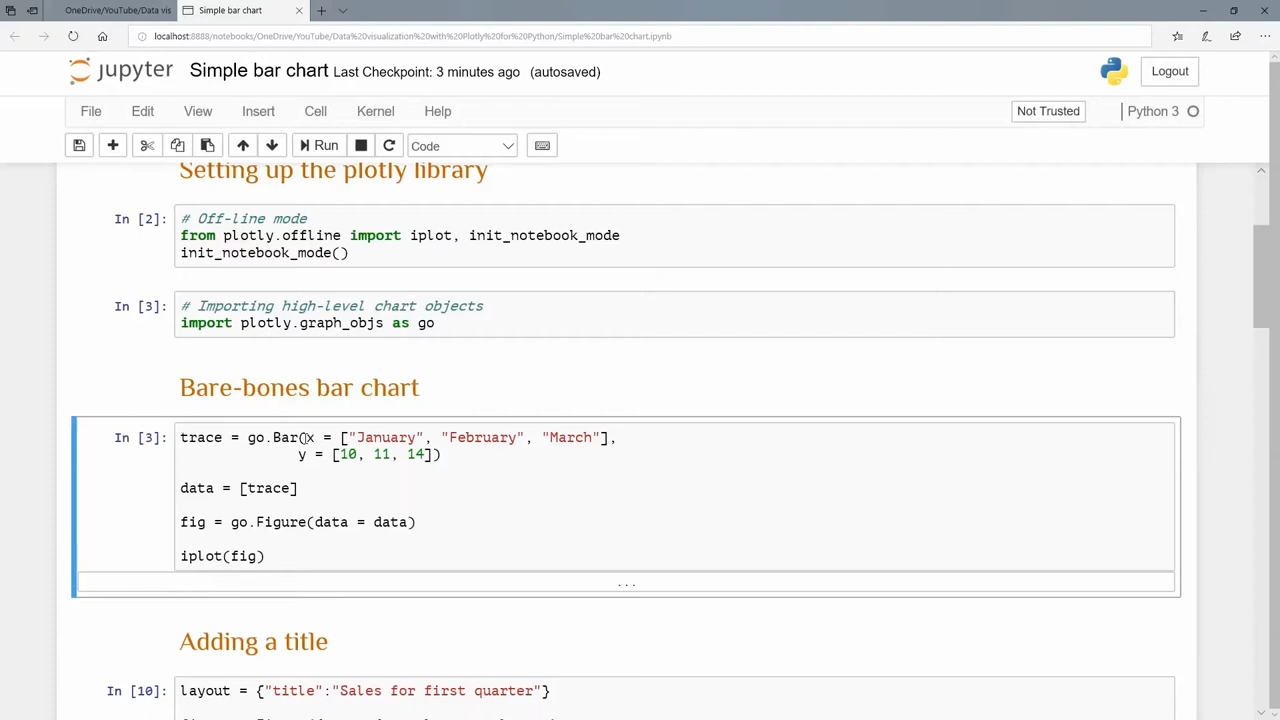 OneDrive/YouTube/Data vis
Simple bar chart
localhost:8888/notebooks/OneDrive/YouTube/Data%20visualization%20with%20Plotly%20for%20Python/Simple%20bar%20chart.ipynb
jupyter Simple bar chart Last Checkpoint: 3 minutes ago (autosaved)
Logout
File Edit View Insert Cell Kernel Help
Not Trusted
Python 3
Run
Code
Setting up the plotly library
In [2]: # Off-line mode
from plotly.offline import iplot, init_notebook_mode
init_notebook_mode()
In [3]: # Importing high-level chart objects
import plotly.graph_objs as go
Bare-bones bar chart
In [3]: trace = go.Bar(x = ["January", "February", "March"],
y = [10, 11, 14])
data = [trace]
fig = go.Figure(data = data)
iplot(fig)
...
Adding a title
In [10]: layout = {"title":"Sales for first quarter"}